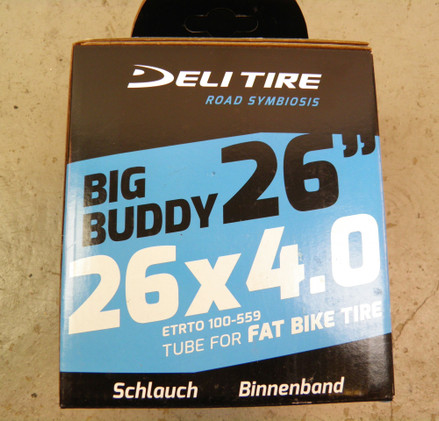 DELI TIRE
ROAD SYMBIOSIS
BIG
BUDDY 26"
26x4.0
ETRTO 100-559
TUBE FOR FAT BIKE TIRE
Schlauch Binnenband